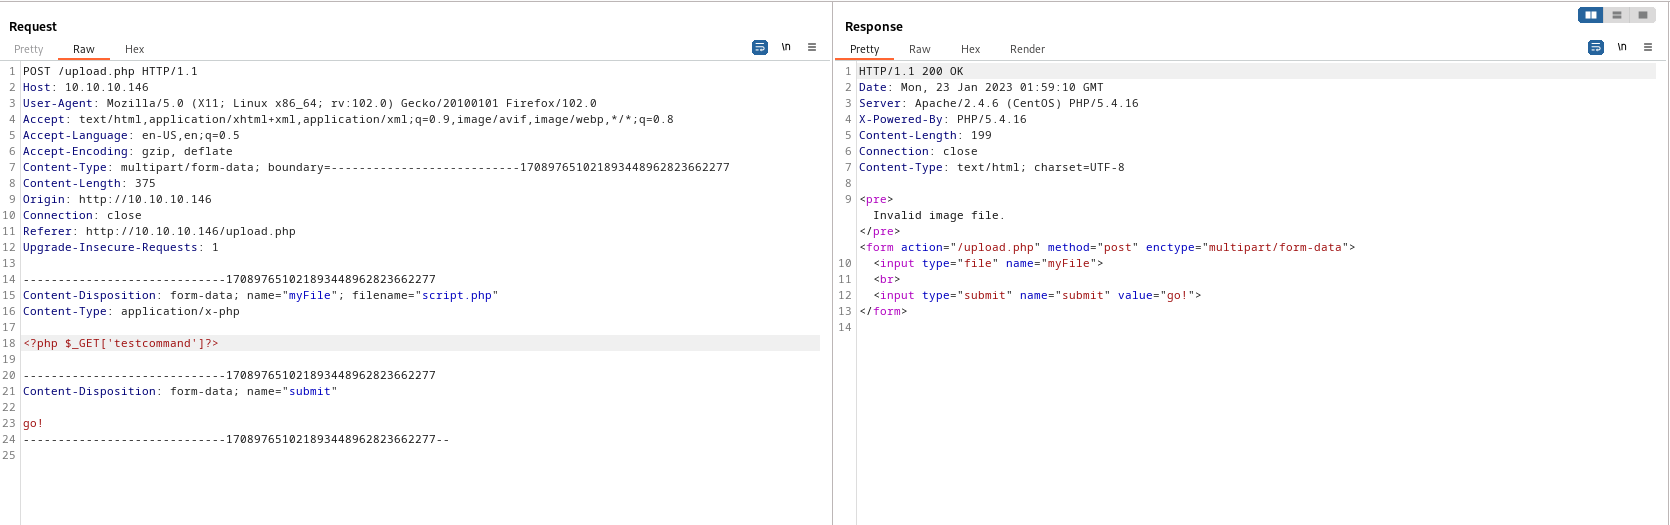 Request
Pretty Raw Hex \n
1 POST /upload.php HTTP/1.1
2 Host: 10.10.10.146
3 User-Agent: Mozilla/5.0 (X11; Linux x86_64; rv:102.0) Gecko/20100101 Firefox/102.0
4 Accept: text/html,application/xhtml+xml,application/xml;q=0.9,image/avif,image/webp,*/*;q=0.8
5 Accept-Language: en-US,en;q=0.5
6 Accept-Encoding: gzip, deflate
7 Content-Type: multipart/form-data; boundary=---------------------------170897651021893448962823662277
8 Content-Length: 375
9 Origin: http://10.10.10.146
10 Connection: close
11 Referer: http://10.10.10.146/upload.php
12 Upgrade-Insecure-Requests: 1
13
14 -----------------------------170897651021893448962823662277
15 Content-Disposition: form-data; name="myFile"; filename="script.php"
16 Content-Type: application/x-php
17
18 <?php $_GET['testcommand']?>
19
20 -----------------------------170897651021893448962823662277
21 Content-Disposition: form-data; name="submit"
22
23 go!
24 -----------------------------170897651021893448962823662277--
25
Response
Pretty Raw Hex Render \n
1 HTTP/1.1 200 OK
2 Date: Mon, 23 Jan 2023 01:59:10 GMT
3 Server: Apache/2.4.6 (CentOS) PHP/5.4.16
4 X-Powered-By: PHP/5.4.16
5 Content-Length: 199
6 Connection: close
7 Content-Type: text/html; charset=UTF-8
8
9 <pre>
Invalid image file.
</pre>
<form action="/upload.php" method="post" enctype="multipart/form-data">
10 <input type="file" name="myFile">
11 <br>
12 <input type="submit" name="submit" value="go!">
13 </form>
14